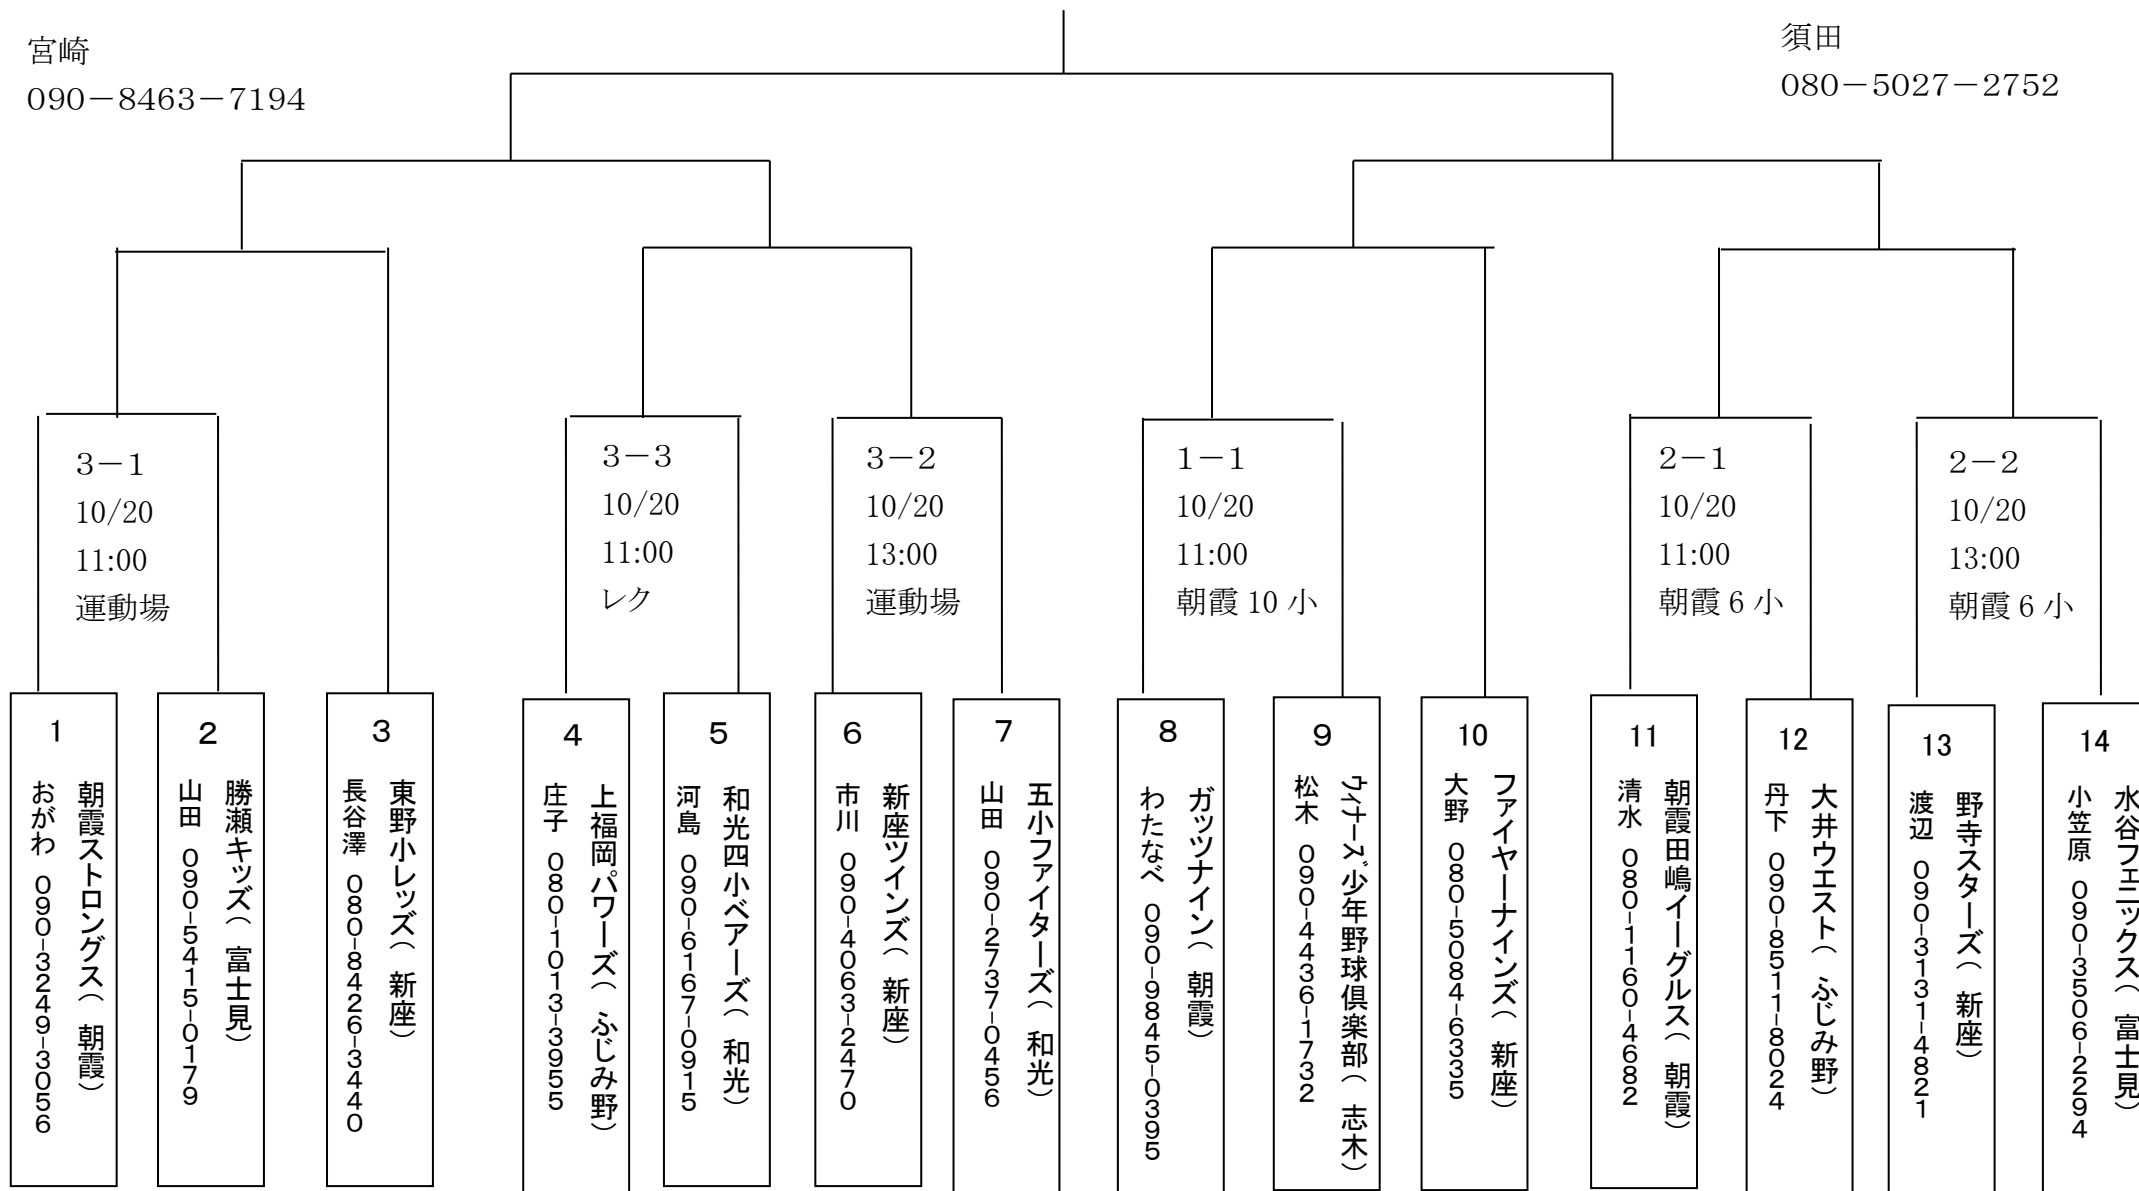 宮崎
090－8463－7194
須田
080－5027－2752
3－1
10/20
11:00
運動場
3－3
10/20
11:00
レク
3－2
10/20
13:00
運動場
1－1
10/20
11:00
朝霞 10 小
2－1
10/20
11:00
朝霞 6 小
2－2
10/20
13:00
朝霞 6 小
1
朝霞ストロングス（ 朝霞）
おがわ 090-3249-3056
2
勝瀬キッズ（ 富士見）
山田 090-5415-0179
3
東野小レッズ（ 新座）
長谷澤 080-8426-3440
4
上福岡パワーズ（ ふじみ野）
庄子 080-1013-3955
5
和光四小ベアーズ（ 和光）
河島 090-6167-0915
6
新座ツインズ（ 新座）
市川 090-4063-2470
7
五小ファイターズ（ 和光）
山田 090-2737-0456
8
ガッツナイン（ 朝霞）
わたなべ 090-9845-0395
9
ウィナーズ少年野球倶楽部（ 志木）
松木 090-4436-1732
10
ファイヤーナインズ（ 新座）
大野 080-5084-6335
11
朝霞田嶋イーグルス（ 朝霞）
清水 080-1160-4682
12
大井ウエスト（ ふじみ野）
丹下 090-8511-8024
13
野寺スターズ（ 新座）
渡辺 090-3131-4821
14
水谷フェニックス（ 富士見）
小笠原 090-3506-2294